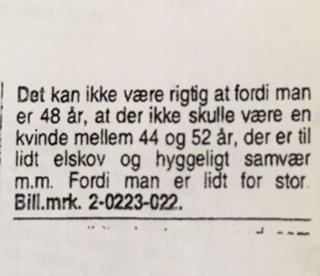 Det kan ikke være rigtig at fordi man
er 48 år, at der ikke skulle være en
kvinde mellem 44 og 52 år, der er til
lidt elskov og hyggeligt samvær
m.m. Fordi man er lidt for stor.
Bill.mrk. 2-0223-022.